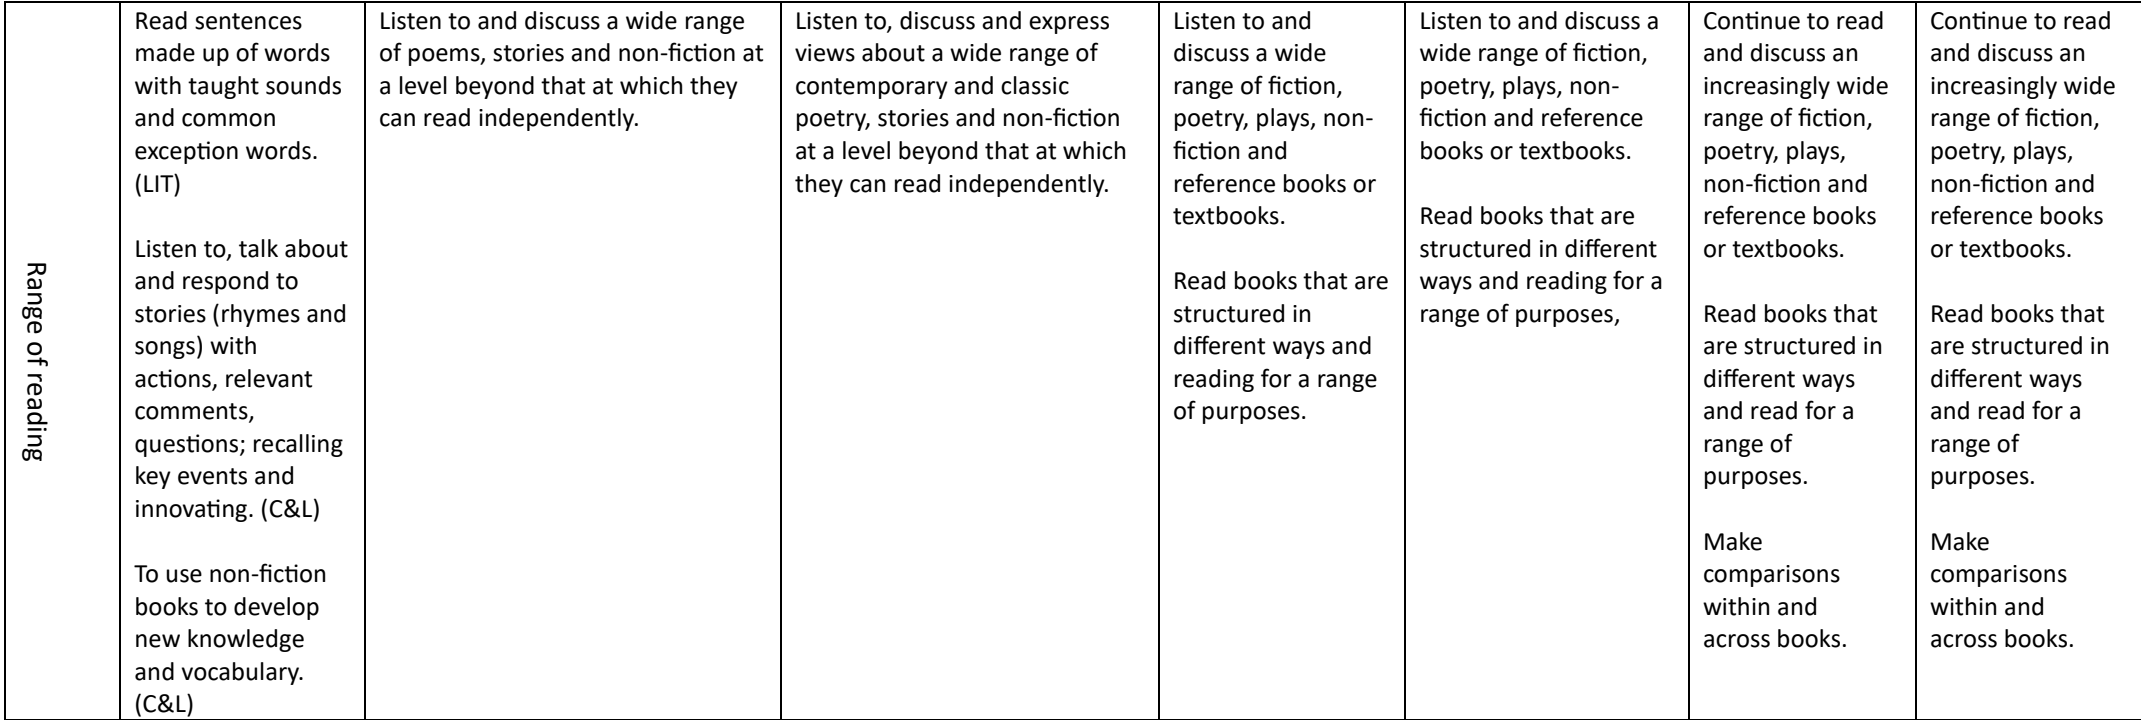 Range of reading
Read sentences
made up of words
with taught sounds
and common
exception words.
(LIT)
Listen to, talk about
and respond to
stories (rhymes and
songs) with
actions, relevant
comments,
questions; recalling
key events and
innovating. (C&L)
To use non-fiction
books to develop
new knowledge
and vocabulary.
(C&L)
Listen to and discuss a wide range
of poems, stories and non-fiction at
a level beyond that at which they
can read independently.
Listen to, discuss and express
views about a wide range of
contemporary and classic
poetry, stories and non-fiction
at a level beyond that at which
they can read independently.
Listen to and
discuss a wide
range of fiction,
poetry, plays, non-
fiction and
reference books or
textbooks.
Read books that are
structured in
different ways and
reading for a range
of purposes.
Listen to and discuss a
wide range of fiction,
poetry, plays, non-
fiction and reference
books or textbooks.
Read books that are
structured in different
ways and reading for a
range of purposes,
Continue to read
and discuss an
increasingly wide
range of fiction,
poetry, plays,
non-fiction and
reference books
or textbooks.
Read books that
are structured in
different ways
and read for a
range of
purposes.
Make
comparisons
within and
across books.
Continue to read
and discuss an
increasingly wide
range of fiction,
poetry, plays,
non-fiction and
reference books
or textbooks.
Read books that
are structured in
different ways
and read for a
range of
purposes.
Make
comparisons
within and
across books.